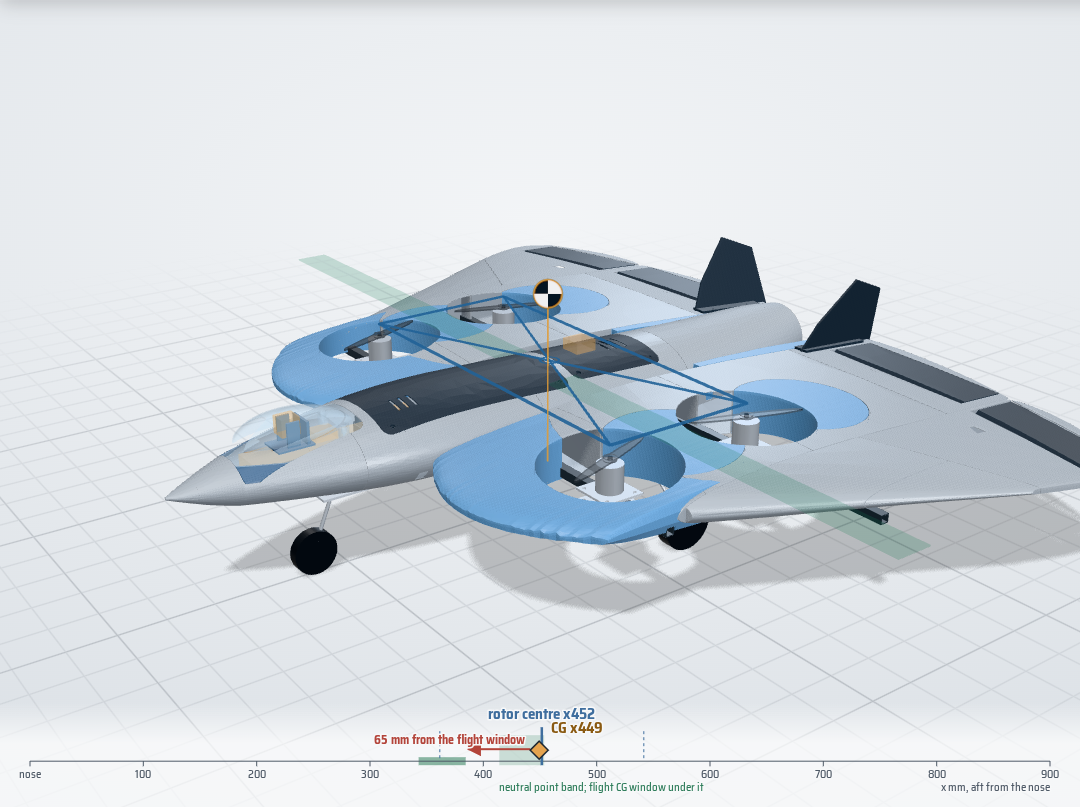 rotor centre x452
CG x449
65 mm from the flight window
nose 100 200 300 400 500 600 700 800 900
neutral point band; flight CG window under it
x mm, aft from the nose